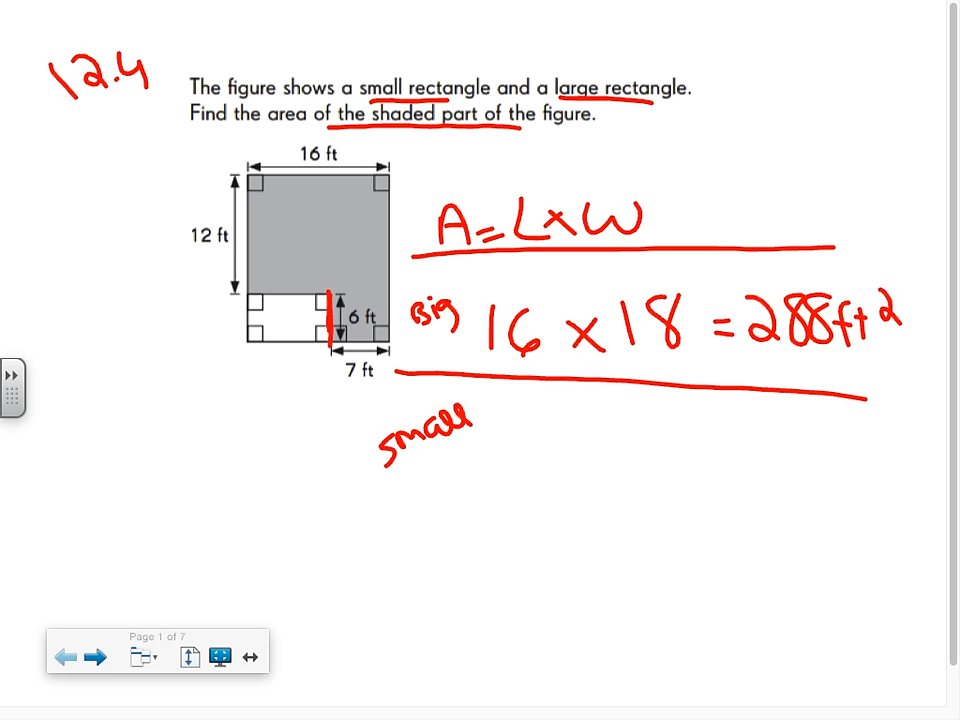 12.4
The figure shows a small rectangle and a large rectangle.
Find the area of the shaded part of the figure.
16 ft
12 ft
A = L x W
6 ft
Big 16 x 18 = 288ft2
7 ft
small
Page 1 of 7